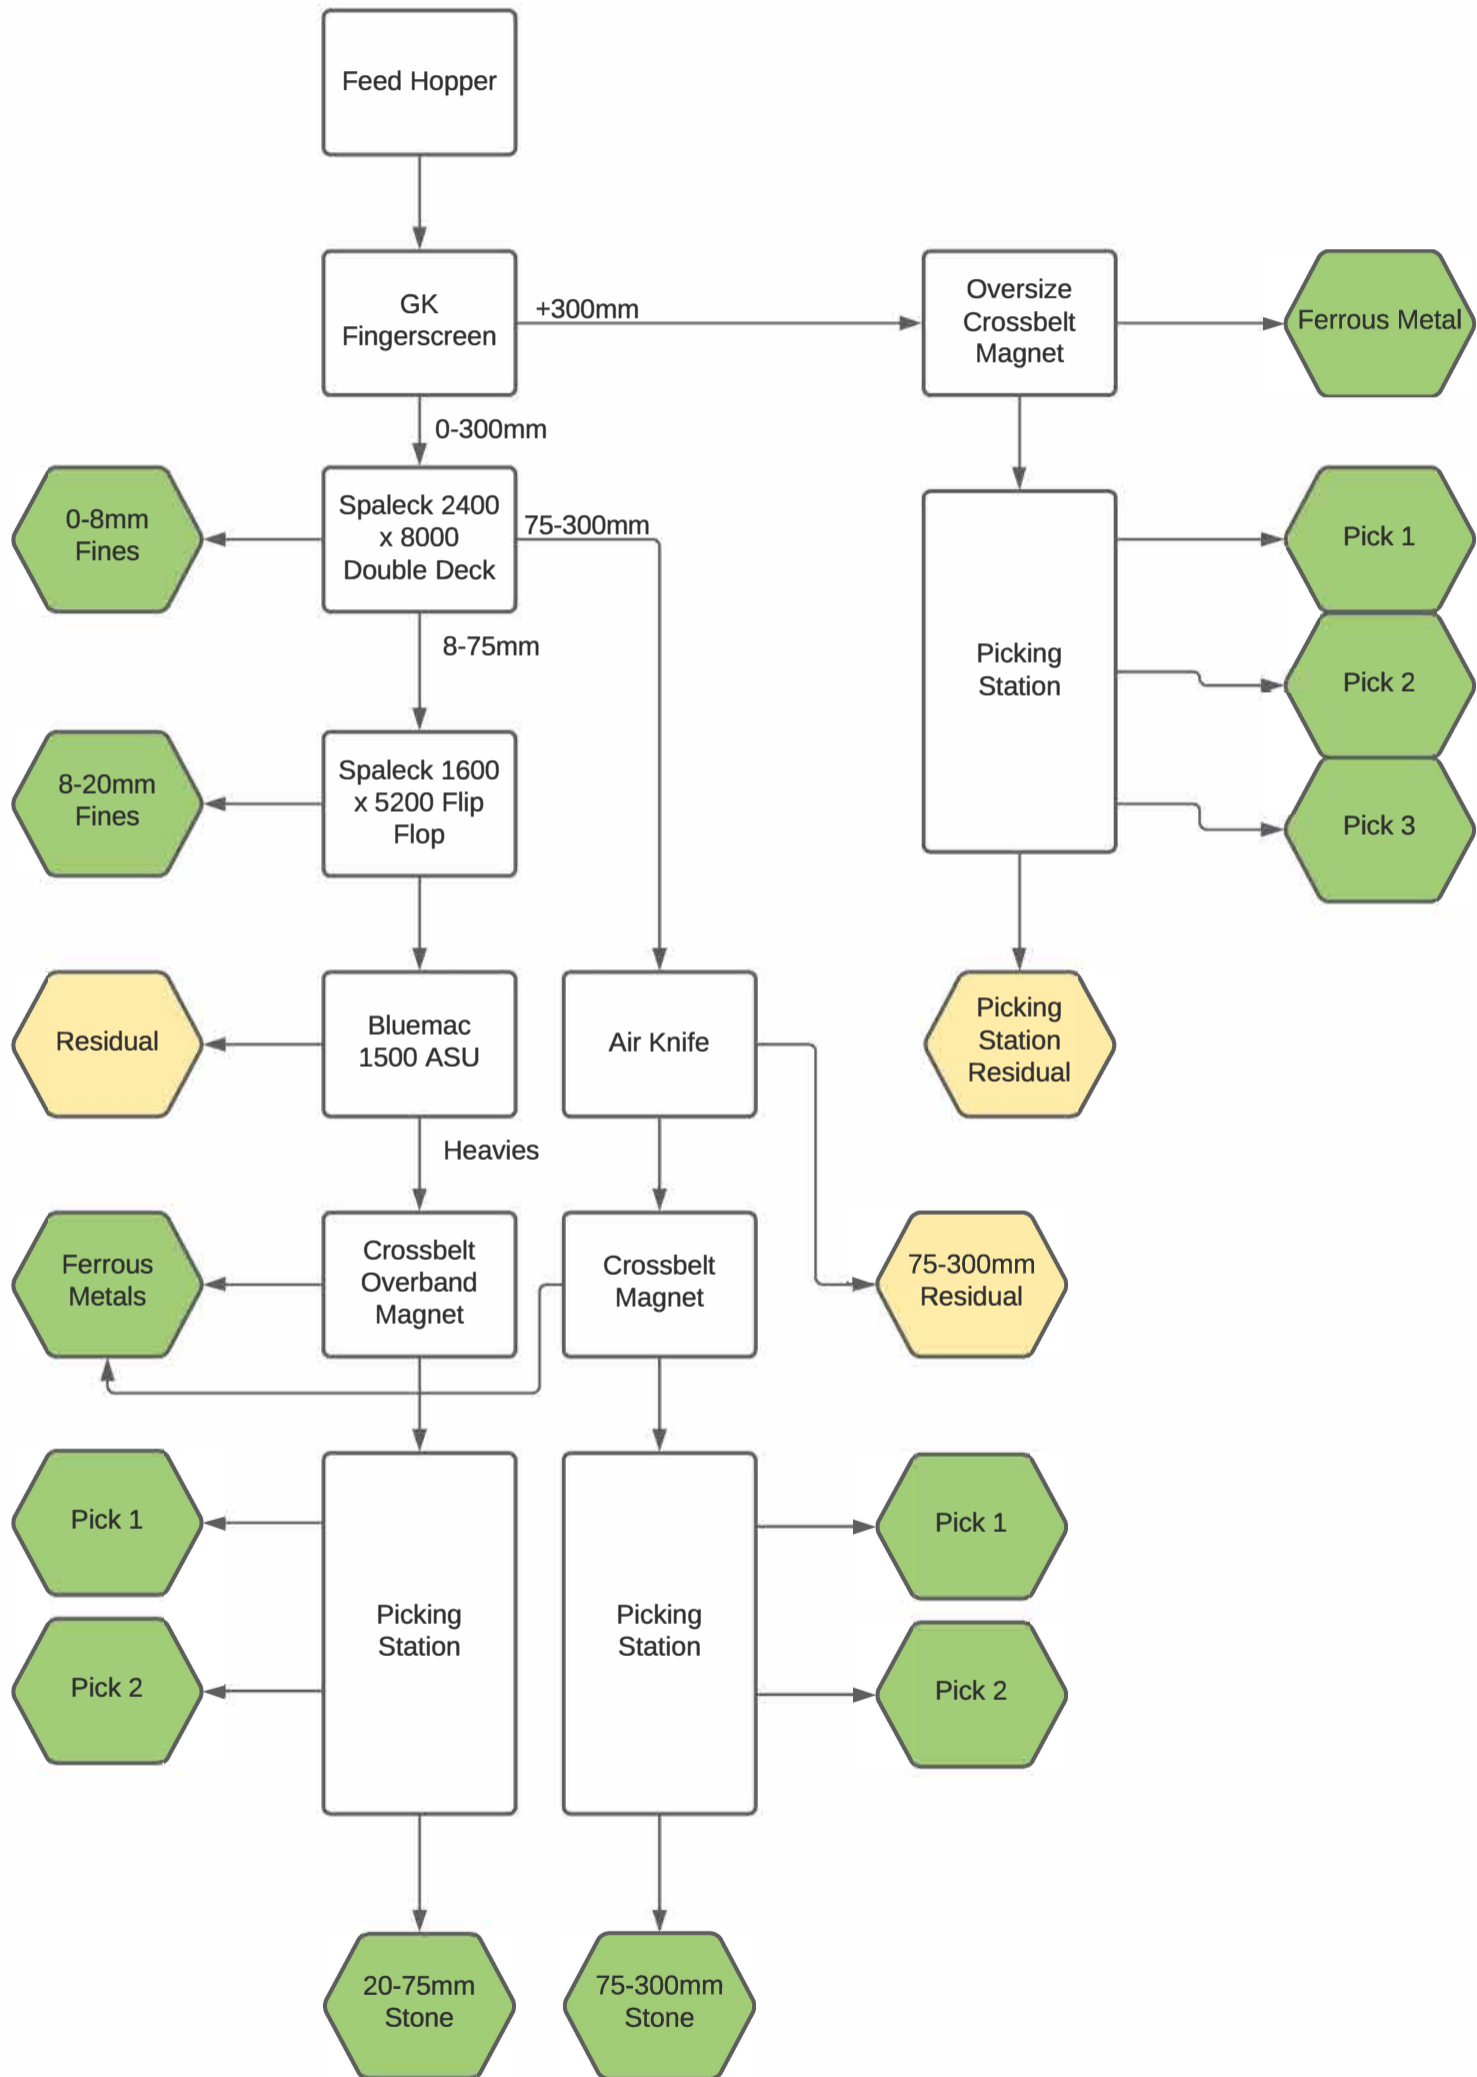 Feed Hopper
GK
Fingerscreen
+300mm
Oversize
Crossbelt
Magnet
Ferrous Metal
0-300mm
0-8mm
Fines
Spaleck 2400
x 8000
Double Deck
75-300mm
Pick 1
8-75mm
Picking
Station
Pick 2
8-20mm
Fines
Spaleck 1600
x 5200 Flip
Flop
Pick 3
Residual
Bluemac
1500 ASU
Air Knife
Picking
Station
Residual
Heavies
Ferrous
Metals
Crossbelt
Overband
Magnet
Crossbelt
Magnet
75-300mm
Residual
Pick 1
Pick 1
Picking
Station
Picking
Station
Pick 2
Pick 2
20-75mm
Stone
75-300mm
Stone